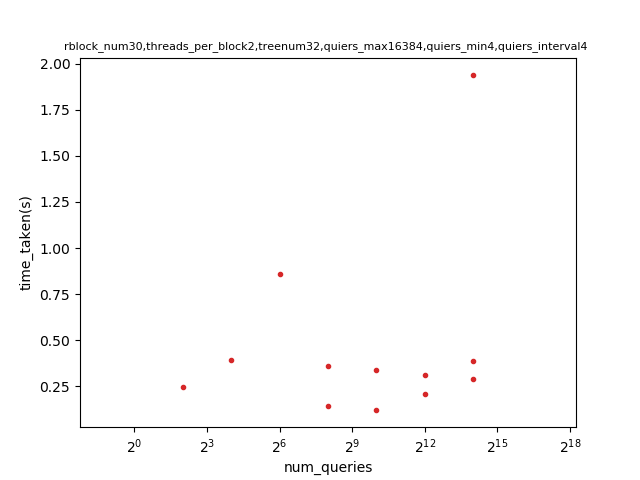 rblock_num30,threads_per_block2,treenum32,quiers_max16384,quiers_min4,quiers_interval4
2.00
1.75
1.50
1.25
1.00
0.75
0.50
0.25
time_taken(s)
2^0 2^3 2^6 2^9 2^12 2^15 2^18
num_queries